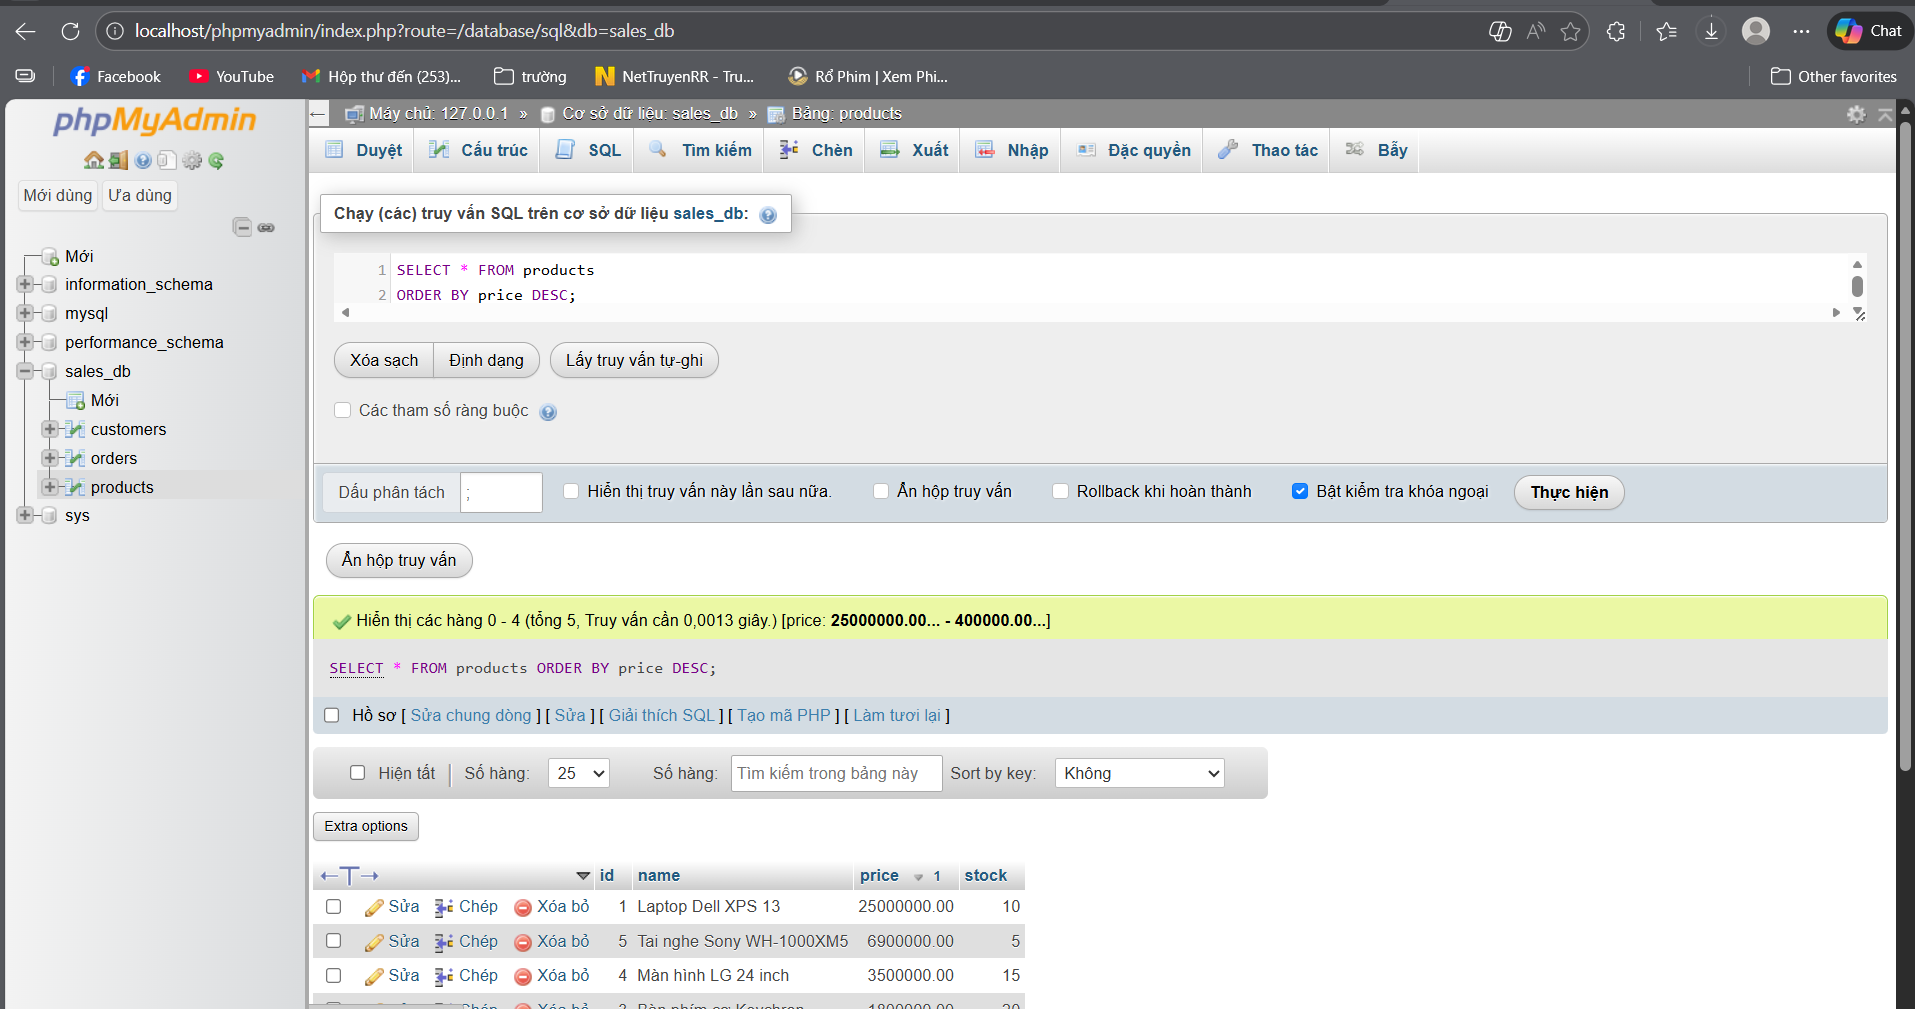 localhost/phpmyadmin/index.php?route=/database/sql&db=sales_db
Chat
Facebook
YouTube
Hộp thư đến (253)...
trường
NetTruyenRR - Tru...
Rổ Phim | Xem Phi...
Other favorites
phpMyAdmin
Mới dùng
Ưa dùng
Mới
information_schema
mysql
performance_schema
sales_db
Mới
customers
orders
products
sys
Máy chủ: 127.0.0.1 » Cơ sở dữ liệu: sales_db » Bảng: products
Duyệt
Cấu trúc
SQL
Tìm kiếm
Chèn
Xuất
Nhập
Đặc quyền
Thao tác
Bẫy
Chạy (các) truy vấn SQL trên cơ sở dữ liệu sales_db:
1 SELECT * FROM products
2 ORDER BY price DESC;
Xóa sạch
Định dạng
Lấy truy vấn tự-ghi
Các tham số ràng buộc
Dấu phân tách ;
Hiển thị truy vấn này lần sau nữa.
Ẩn hộp truy vấn
Rollback khi hoàn thành
Bật kiểm tra khóa ngoại
Thực hiện
Ẩn hộp truy vấn
Hiển thị các hàng 0 - 4 (tổng 5, Truy vấn cần 0,0013 giây.) [price: 25000000.00... - 400000.00...]
SELECT * FROM products ORDER BY price DESC;
Hồ sơ [ Sửa chung dòng ] [ Sửa ] [ Giải thích SQL ] [ Tạo mã PHP ] [ Làm tươi lại ]
Hiện tất | Số hàng: 25 Số hàng: Tìm kiếm trong bảng này Sort by key: Không
Extra options
id name price 1 stock
Sửa Chép Xóa bỏ 1 Laptop Dell XPS 13 25000000.00 10
Sửa Chép Xóa bỏ 5 Tai nghe Sony WH-1000XM5 6900000.00 5
Sửa Chép Xóa bỏ 4 Màn hình LG 24 inch 3500000.00 15